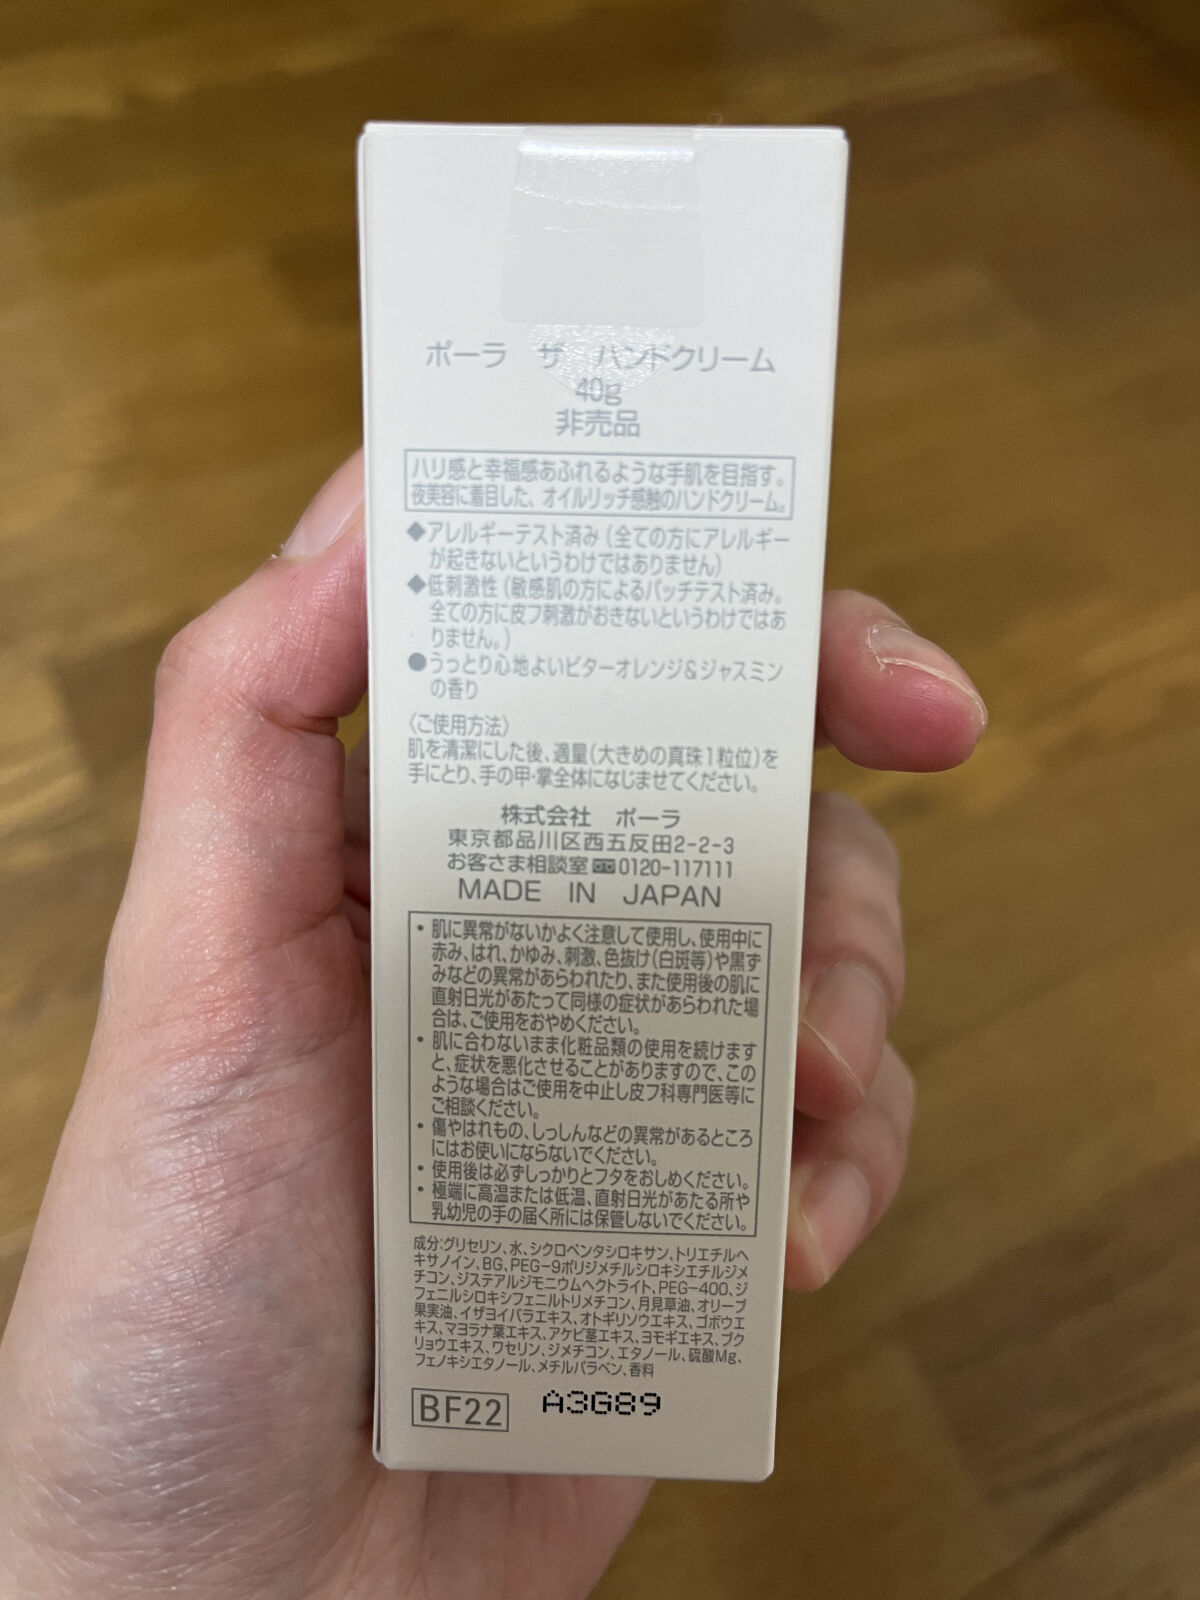 ポーラ ザ ハンドクリーム
40g
非売品
ハリ感と幸福感あふれるような手肌を目指す。
夜美容に着目した、オイルリッチ感触のハンドクリーム。
◆アレルギーテスト済み(全ての方にアレルギー
が起きないというわけではありません)
◆低刺激性(敏感肌の方によるパッチテスト済み。
全ての方に皮フ刺激がおきないというわけではあ
りません。)
●うっとり心地よいビターオレンジ&ジャスミン
の香り
〈ご使用方法〉
肌を清潔にした後、適量(大きめの真珠1粒位)を
手にとり、手の甲・掌全体になじませてください。
株式会社 ポーラ
東京都品川区西五反田2-2-3
お客さま相談室 0120-117111
MADE IN JAPAN
・肌に異常がないかよく注意して使用し、使用中に
赤み、はれ、かゆみ、刺激、色抜け(白斑等)や黒ず
みなどの異常があらわれたり、また使用後の肌に
直射日光があたって同様の症状があらわれた場
合は、ご使用をおやめください。
・肌に合わないまま化粧品類の使用を続けます
と、症状を悪化させることがありますので、この
ような場合はご使用を中止し皮フ科専門医等に
ご相談ください。
・傷やはれもの、しっしんなどの異常があるところ
にはお使いにならないでください。
・使用後は必ずしっかりとフタをおしめください。
・極端に高温または低温、直射日光があたる所や
乳幼児の手の届く所には保管しないでください。
成分:グリセリン、水、シクロペンタシロキサン、トリエチルヘ
キサノイン、BG、PEG-9ポリジメチルシロキシエチルジメ
チコン、ジステアルジモニウムヘクトライト、PEG-400、ジ
フェニルシロキシフェニルトリメチコン、月見草油、オリーブ
果実油、イザヨイバラエキス、オトギリソウエキス、ゴボウエ
キス、マヨラナ葉エキス、アケビ茎エキス、ヨモギエキス、ブク
リョウエキス、ワセリン、ジメチコン、エタノール、硫酸Mg、
フェノキシエタノール、メチルパラベン、香料
BF22 A3G89